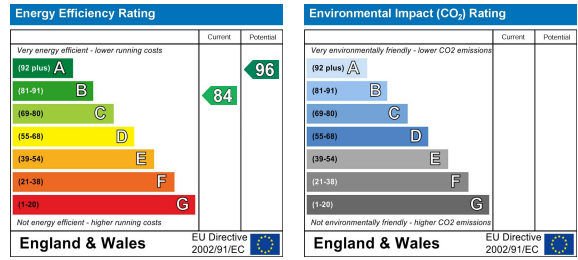 Energy Efficiency Rating
Current Potential
Very energy efficient - lower running costs
(92 plus) A
96
(81-91) B
84
(69-80) C
(55-68) D
(39-54) E
(21-38) F
(1-20) G
Not energy efficient - higher running costs
England & Wales
EU Directive
2002/91/EC
Environmental Impact (CO₂) Rating
Current Potential
Very environmentally friendly - lower CO2 emissions
(92 plus) A
(81-91) B
(69-80) C
(55-68) D
(39-54) E
(21-38) F
(1-20) G
Not environmentally friendly - higher CO2 emissions
England & Wales
EU Directive
2002/91/EC